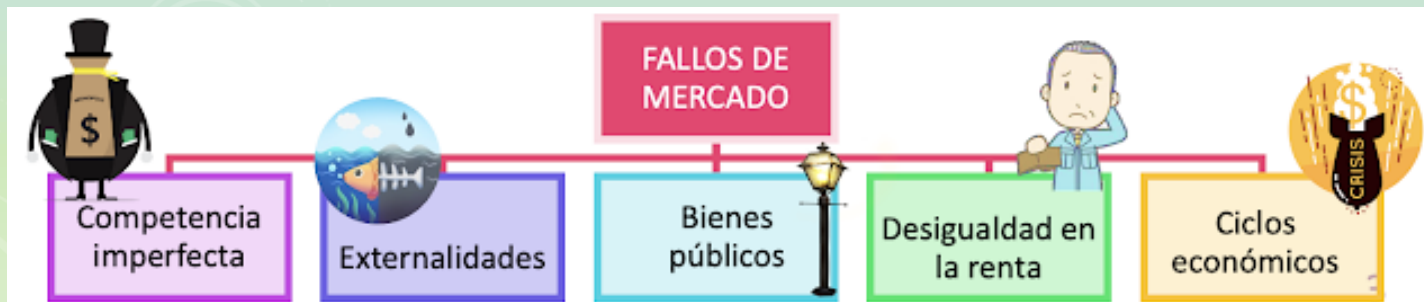 FALLOS DE
MERCADO
$
$
CRISIS
Competencia
imperfecta
Externalidades
Bienes
públicos
Desigualdad en
la renta
Ciclos
económicos